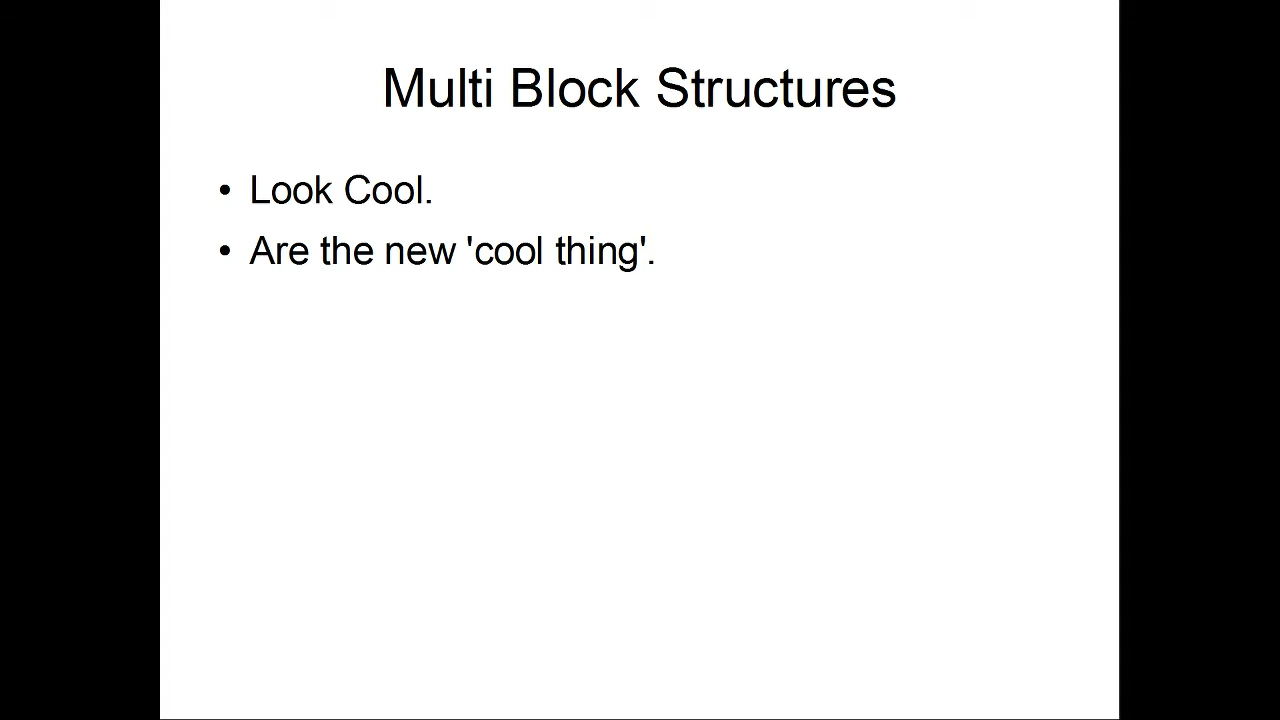 Multi Block Structures
• Look Cool.
• Are the new 'cool thing'.